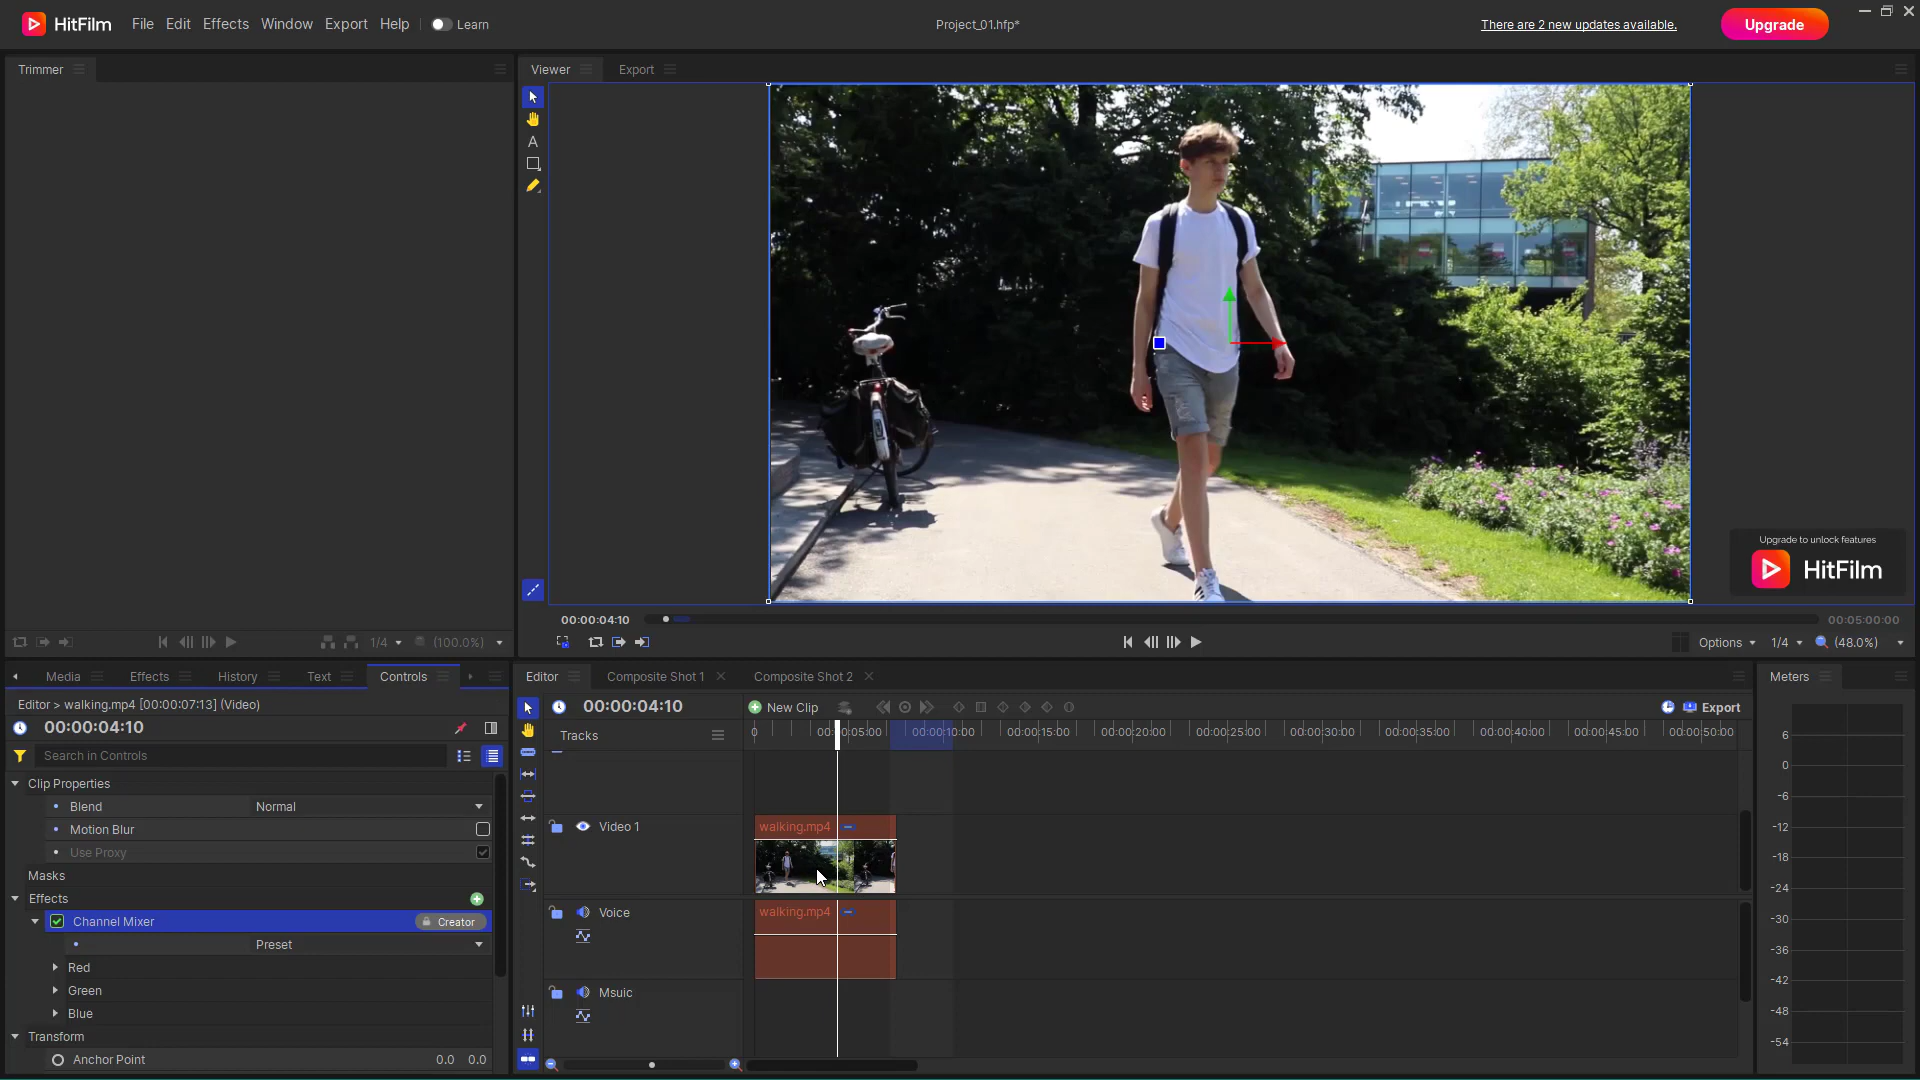 HitFilm File Edit Effects Window Export Help Learn Project_01.hfp* There are 2 new updates available. Upgrade
Trimmer Viewer Export
A
Upgrade to unlock features
HitFilm
00:00:04:10 00:05:00:00
1/4 (100.0%) Options 1/4 (48.0%)
Media Effects History Text Controls Editor Composite Shot 1 Composite Shot 2 Meters
Editor > walking.mp4 [00:00:07:13] (Video)
00:00:04:10
Search in Controls
Clip Properties
Blend Normal
Motion Blur
Use Proxy
Masks
Effects
Channel Mixer Creator
Preset
Red
Green
Blue
Transform
Anchor Point 0.0 0.0
00:00:04:10 New Clip Export
Tracks 0 00:00:05:00 00:00:10:00 00:00:15:00 00:00:20:00 00:00:25:00 00:00:30:00 00:00:35:00 00:00:40:00 00:00:45:00 00:00:50:00
Video 1 walking.mp4
Voice walking.mp4
Msuic
6
0
-6
-12
-18
-24
-30
-36
-42
-48
-54